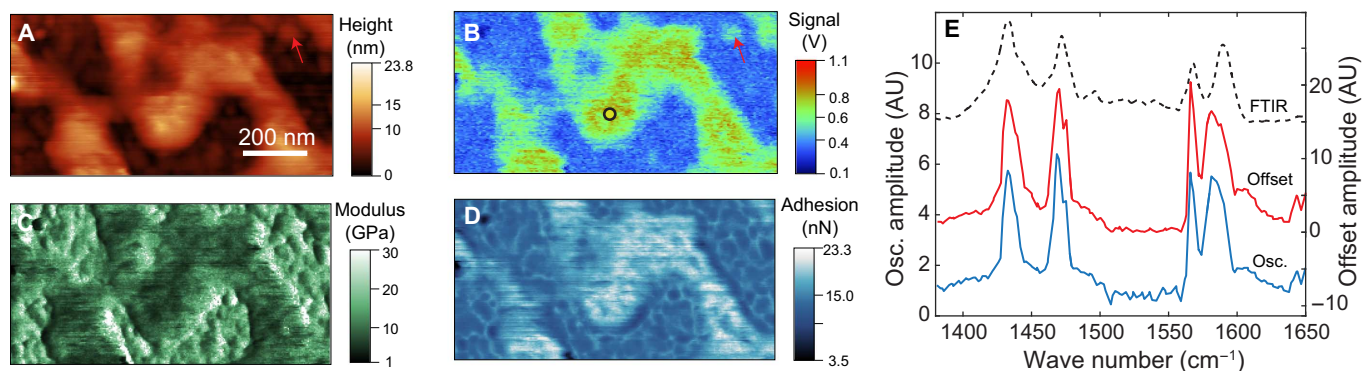 A
200 nm
Height
(nm)
23.8
15
10
0
B
Signal
(V)
1.1
0.8
0.6
0.4
0.1
C
Modulus
(GPa)
30
20
10
1
D
Adhesion
(nN)
23.3
15.0
3.5
E
FTIR
Offset
Osc.
Osc. amplitude (AU)
10
8
6
4
2
0
Offset amplitude (AU)
20
10
0
−10
1400 1450 1500 1550 1600 1650
Wave number (cm⁻¹)